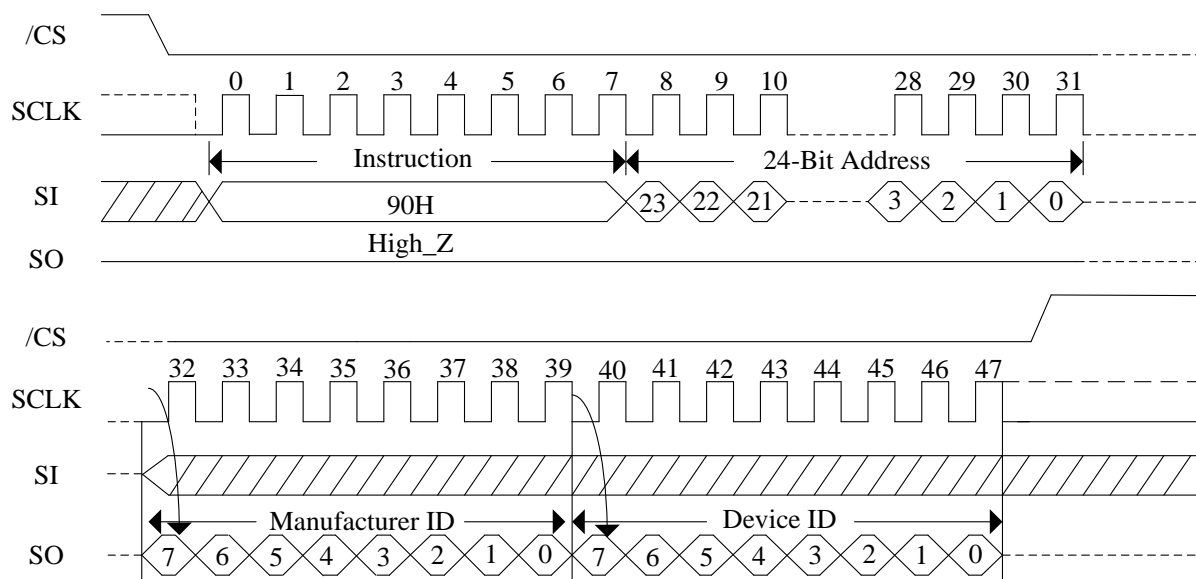 /CS
0 1 2 3 4 5 6 7 8 9 10 28 29 30 31
SCLK
Instruction 24-Bit Address
SI 90H 23 22 21 3 2 1 0
High_Z
SO
/CS
32 33 34 35 36 37 38 39 40 41 42 43 44 45 46 47
SCLK
SI
Manufacturer ID Device ID
SO 7 6 5 4 3 2 1 0 7 6 5 4 3 2 1 0